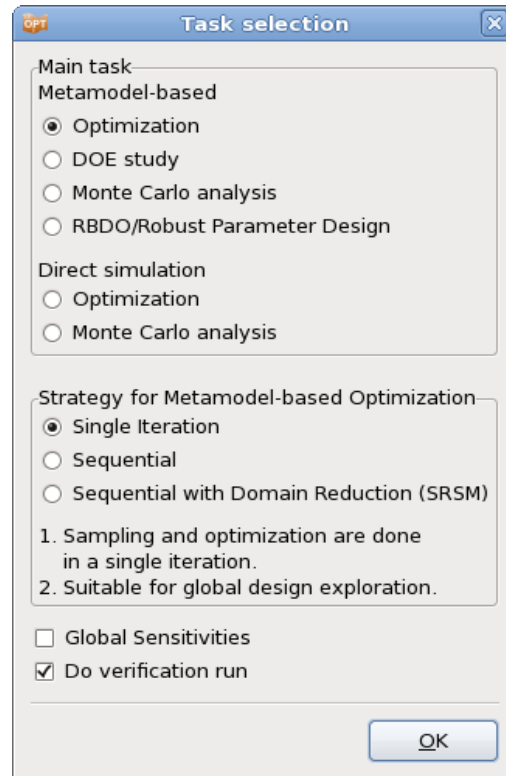 OPT
Task selection
Main task
Metamodel-based
Optimization
DOE study
Monte Carlo analysis
RBDO/Robust Parameter Design
Direct simulation
Optimization
Monte Carlo analysis
Strategy for Metamodel-based Optimization
Single Iteration
Sequential
Sequential with Domain Reduction (SRSM)
1. Sampling and optimization are done
in a single iteration.
2. Suitable for global design exploration.
Global Sensitivities
Do verification run
OK